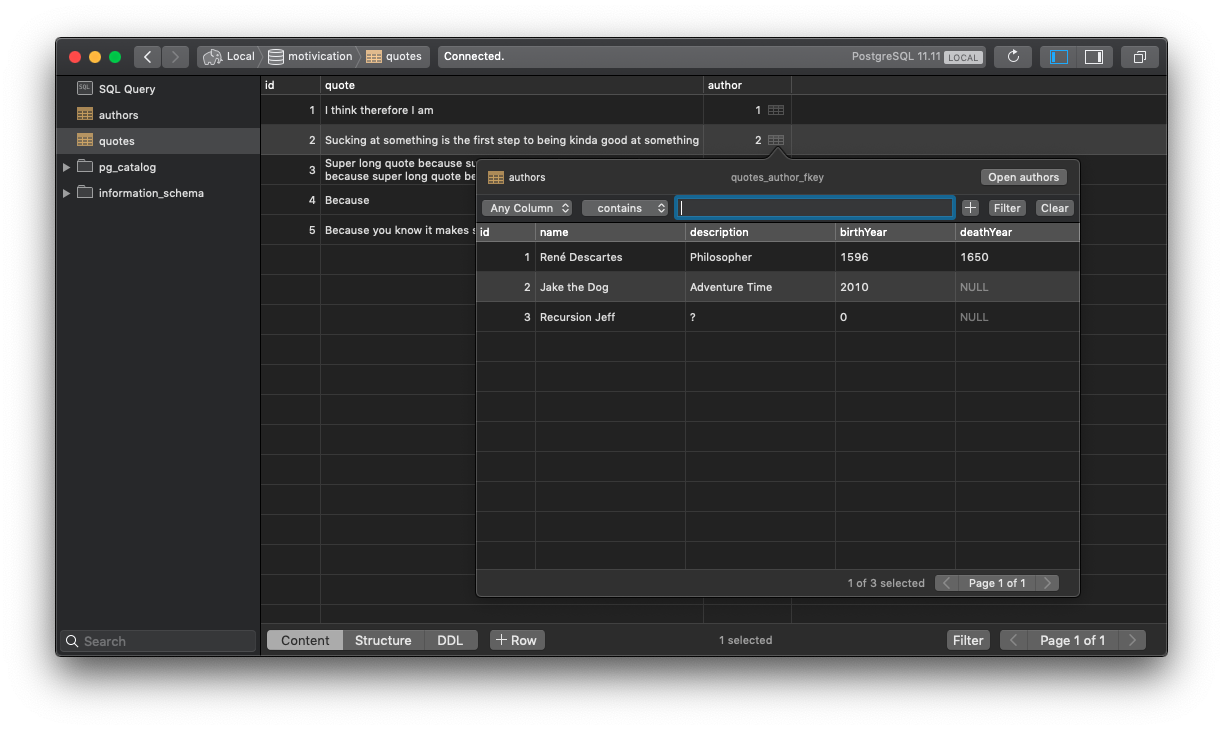 Local motivication quotes Connected. PostgreSQL 11.11 LOCAL
SQL SQL Query
authors
quotes
pg_catalog
information_schema
Search
id quote author
1 I think therefore I am 1
2 Sucking at something is the first step to being kinda good at something 2
3 Super long quote because su
because super long quote be
4 Because
5 Because you know it makes s
authors quotes_author_fkey Open authors
Any Column contains Filter Clear
id name description birthYear deathYear
1 René Descartes Philosopher 1596 1650
2 Jake the Dog Adventure Time 2010 NULL
3 Recursion Jeff ? 0 NULL
1 of 3 selected Page 1 of 1
Content Structure DDL + Row 1 selected Filter Page 1 of 1